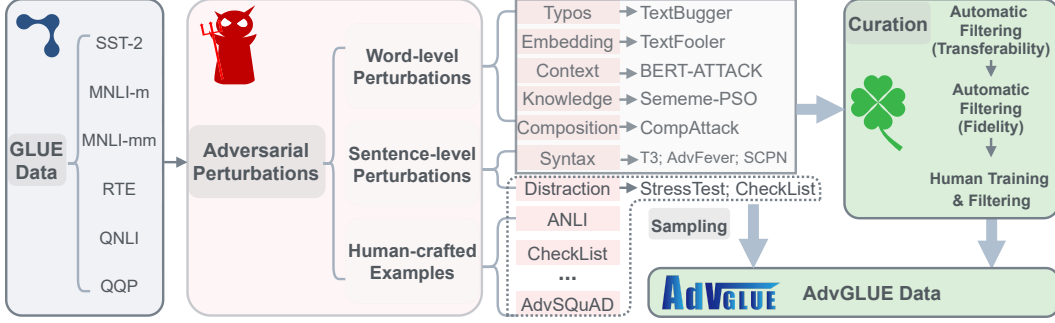 GLUE
Data
SST-2
MNLI-m
MNLI-mm
RTE
QNLI
QQP
Adversarial
Perturbations
Word-level
Perturbations
Sentence-level
Perturbations
Human-crafted
Examples
Typos
TextBugger
Embedding
TextFooler
Context
BERT-ATTACK
Knowledge
Sememe-PSO
Composition
CompAttack
Syntax
T3; AdvFever; SCPN
Distraction
StressTest; CheckList
ANLI
CheckList
...
AdvSQuAD
Sampling
Curation
Automatic
Filtering
(Transferability)
Automatic
Filtering
(Fidelity)
Human Training
& Filtering
AdvGLUE
AdvGLUE Data